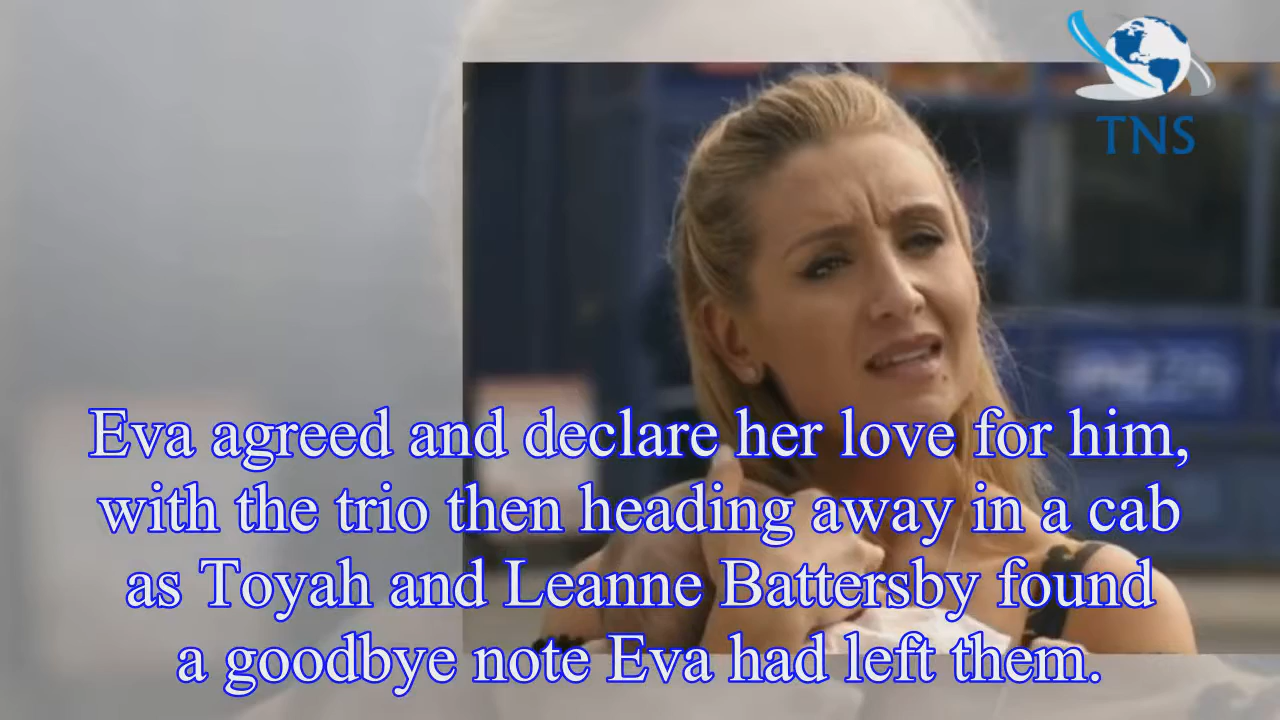 TNS
Eva agreed and declare her love for him,
with the trio then heading away in a cab
as Toyah and Leanne Battersby found
a goodbye note Eva had left them.